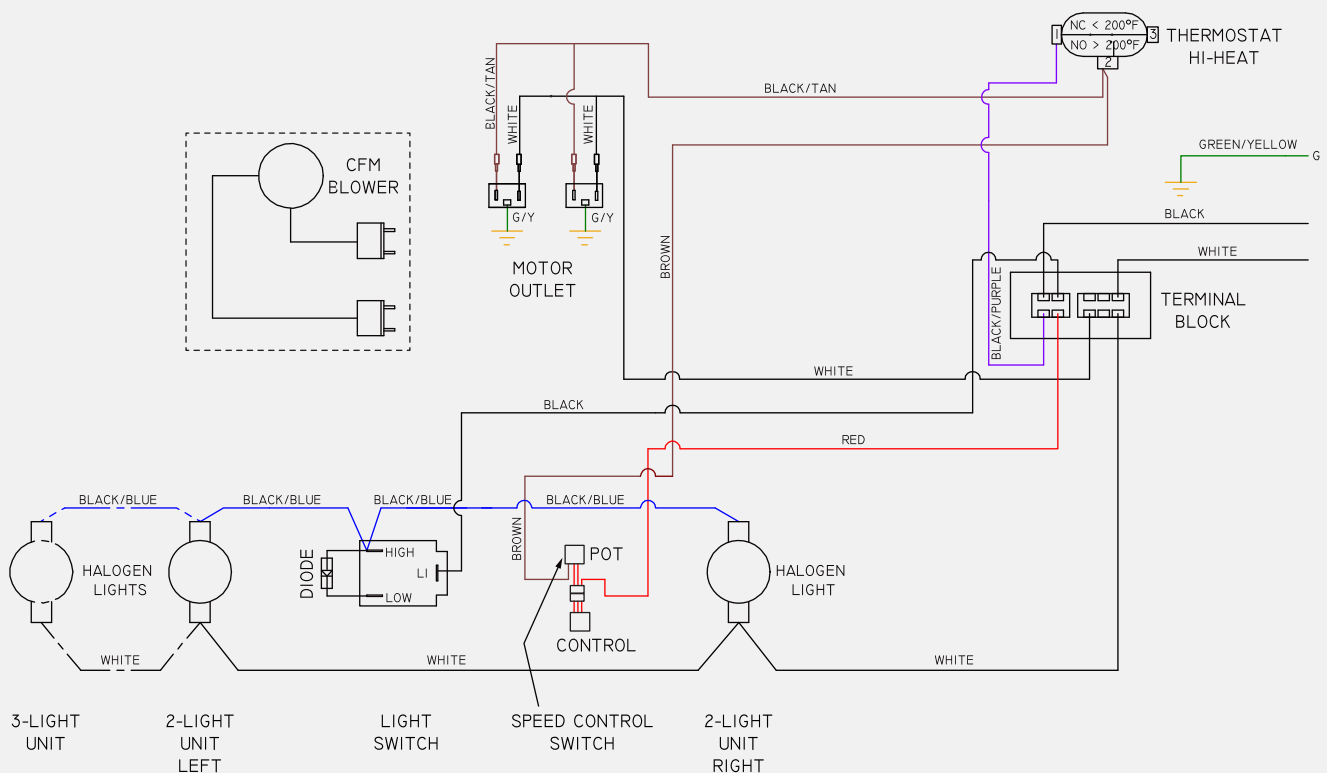 NC < 200°F
NO > 200°F
1
3
2
THERMOSTAT
HI-HEAT
BLACK/TAN
BLACK/TAN
WHITE
WHITE
GREEN/YELLOW
G
CFM
BLOWER
G/Y
G/Y
MOTOR
OUTLET
BROWN
BLACK
WHITE
BLACK/PURPLE
TERMINAL
BLOCK
WHITE
BLACK
RED
BLACK/BLUE
BLACK/BLUE
BLACK/BLUE
BLACK/BLUE
BROWN
HALOGEN
LIGHTS
DIODE
HIGH
LI
LOW
POT
CONTROL
HALOGEN
LIGHT
WHITE
WHITE
WHITE
3-LIGHT
UNIT
2-LIGHT
UNIT
LEFT
LIGHT
SWITCH
SPEED CONTROL
SWITCH
2-LIGHT
UNIT
RIGHT